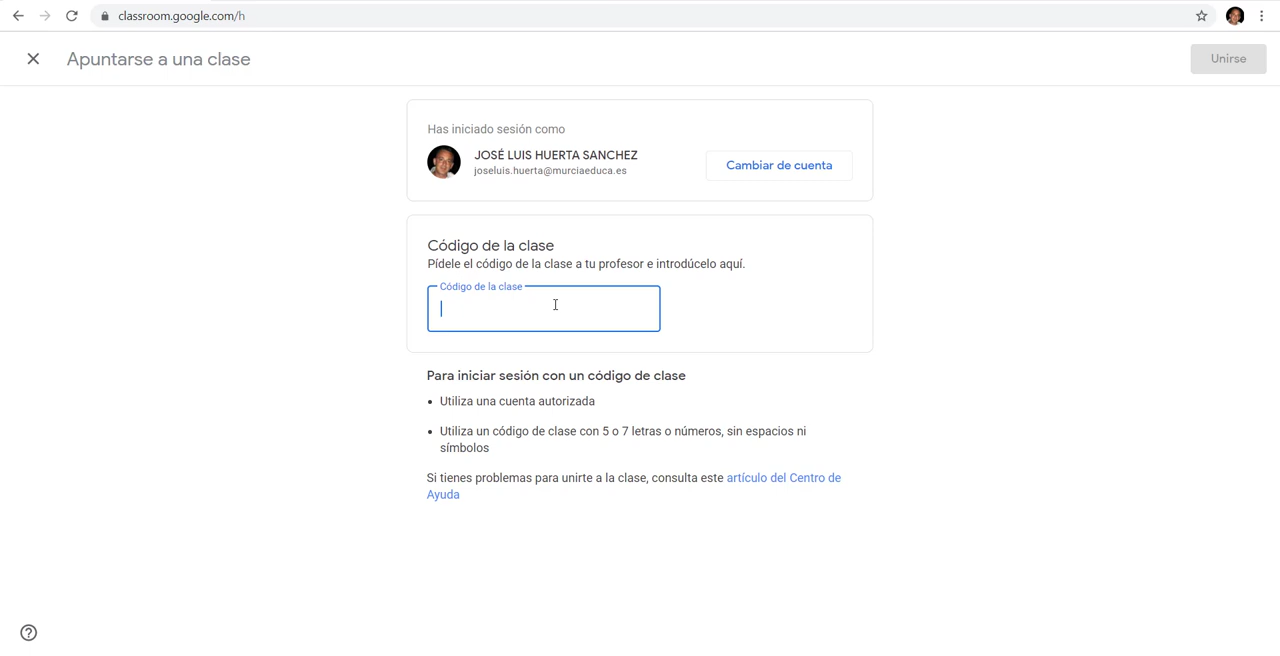 classroom.google.com/h
Apuntarse a una clase
Unirse
Has iniciado sesión como
JOSÉ LUIS HUERTA SANCHEZ
joseluis.huerta@murciaeduca.es
Cambiar de cuenta
Código de la clase
Pídele el código de la clase a tu profesor e introdúcelo aquí.
Código de la clase
Para iniciar sesión con un código de clase
• Utiliza una cuenta autorizada
• Utiliza un código de clase con 5 o 7 letras o números, sin espacios ni
símbolos
Si tienes problemas para unirte a la clase, consulta este artículo del Centro de
Ayuda